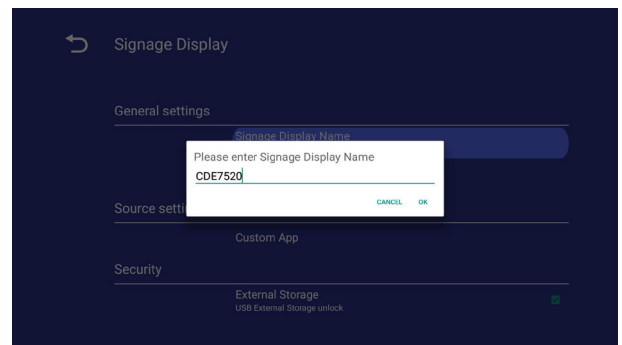 Signage Display
General settings
Signage Display Name
Please enter Signage Display Name
CDE7520
CANCEL OK
Source setti
Custom App
Security
External Storage
USB External Storage unlock